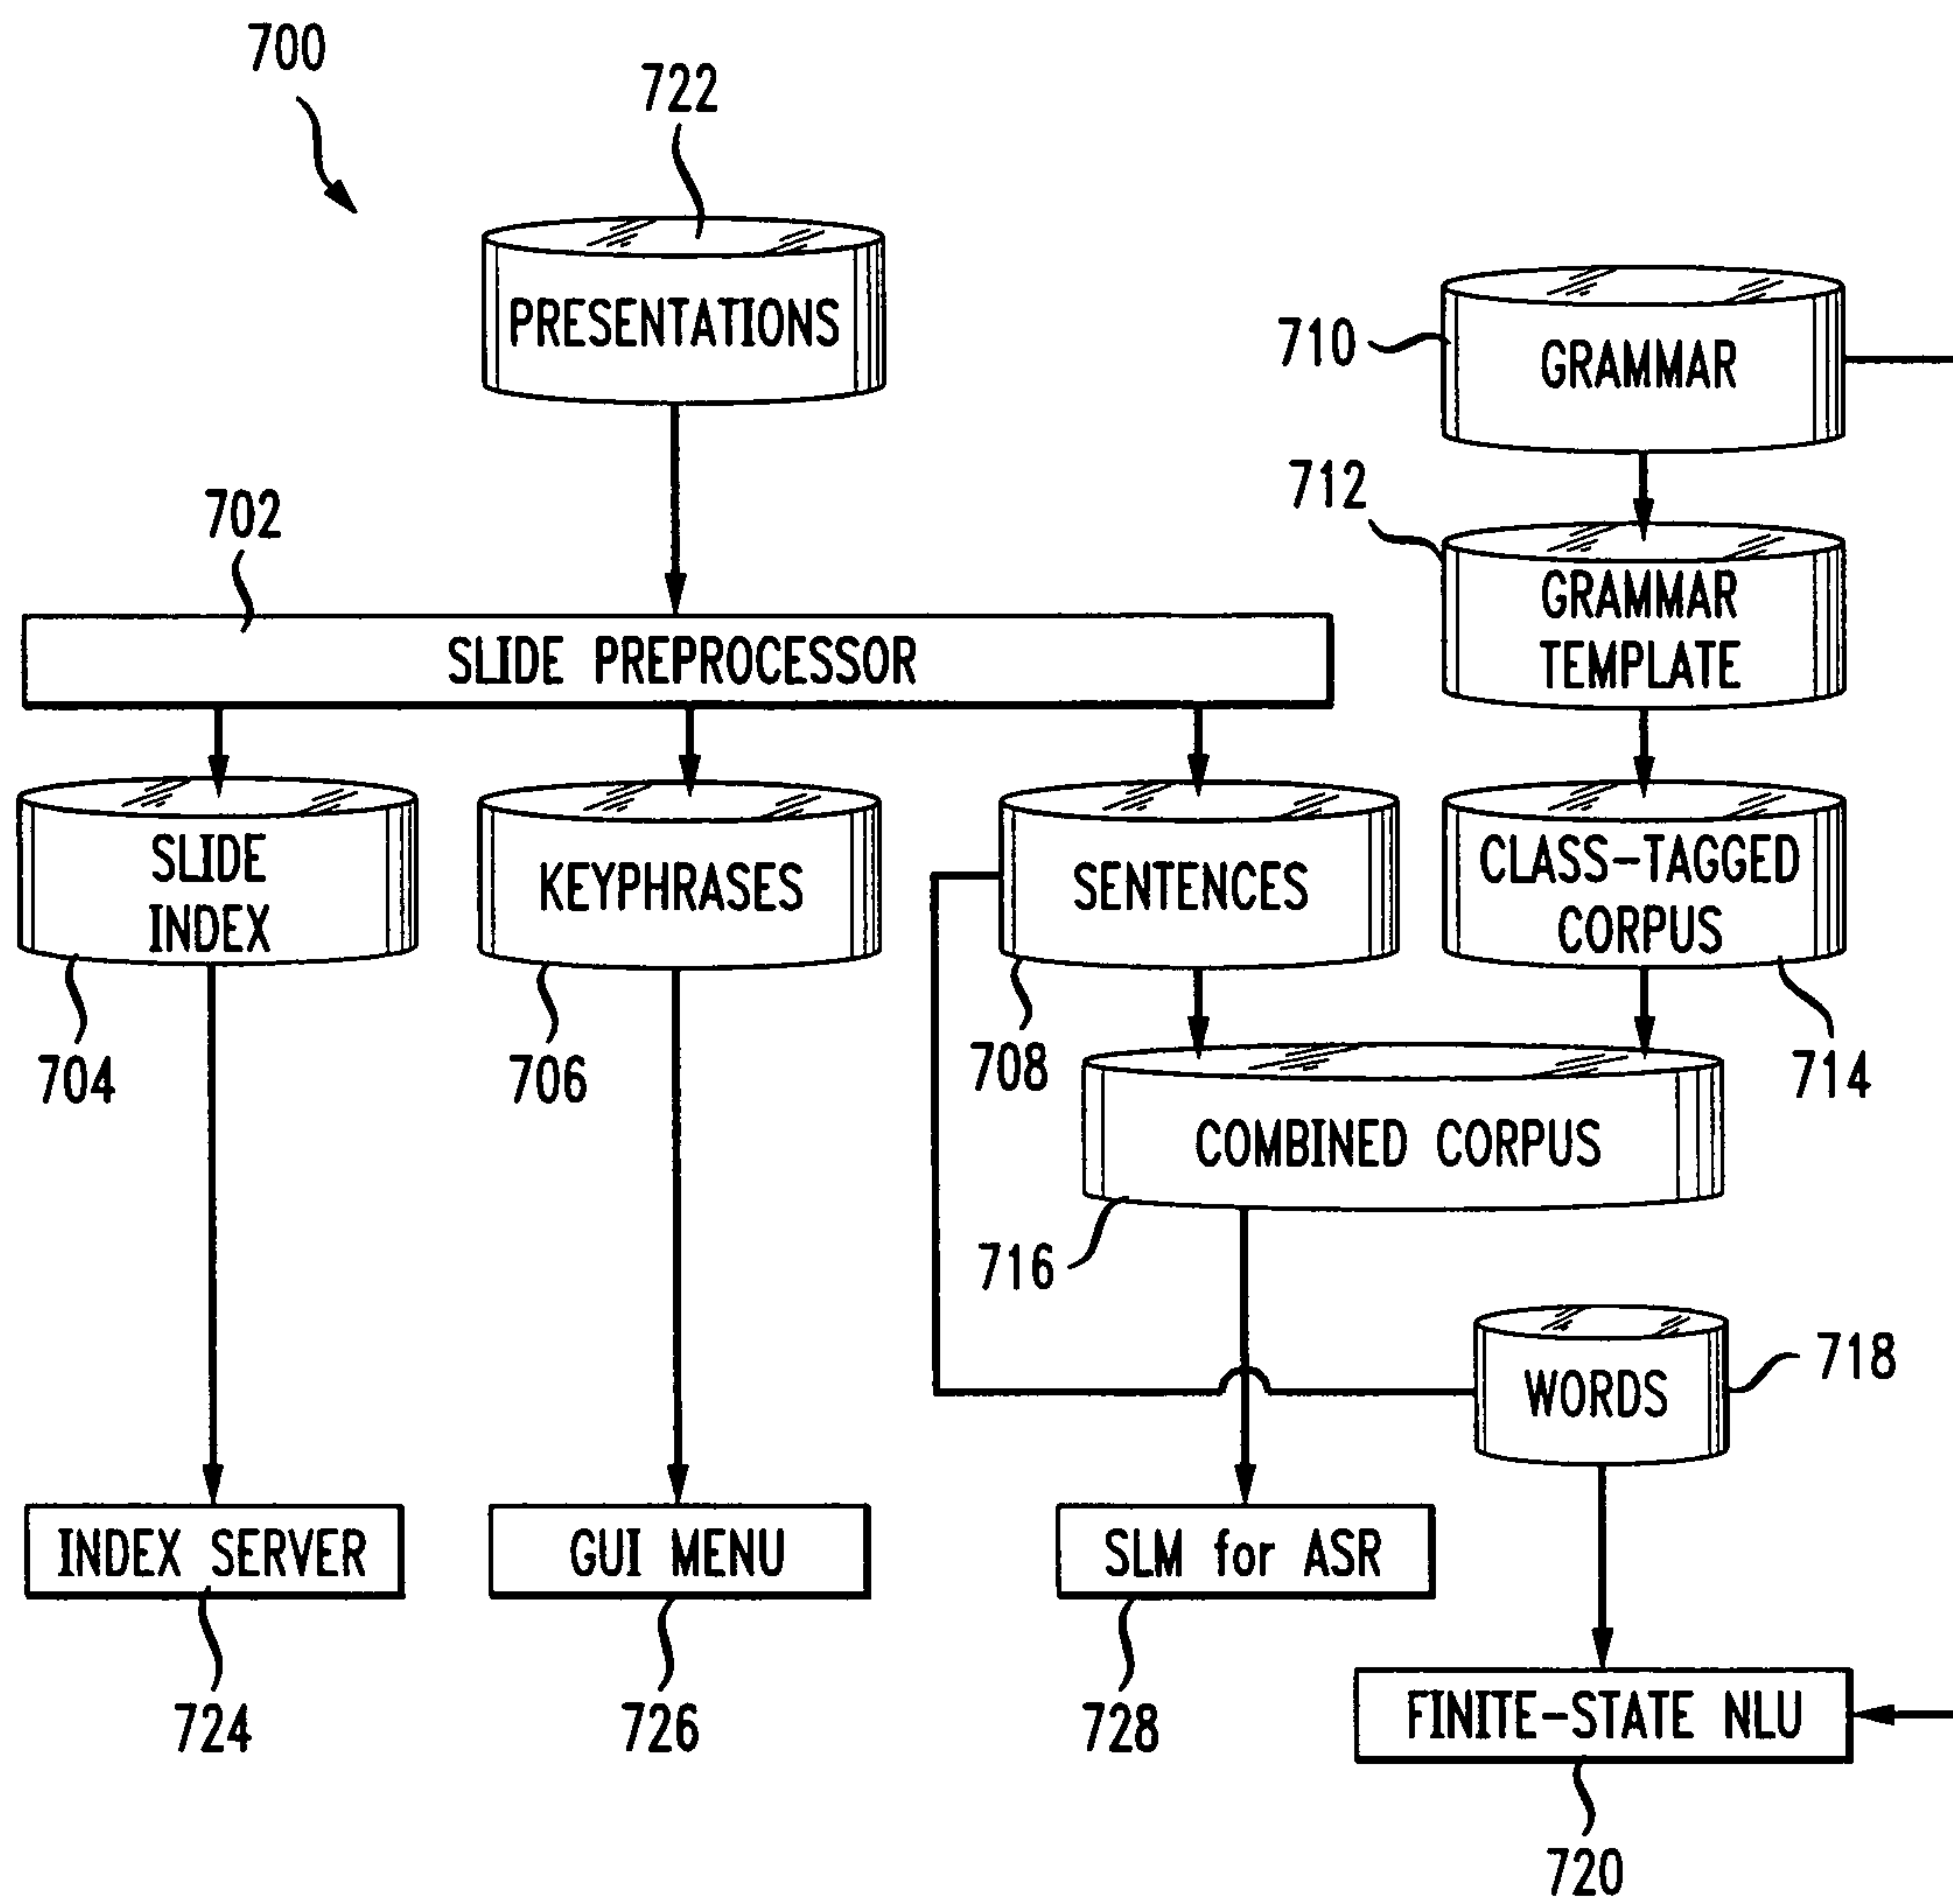 700
722
PRESENTATIONS
710
GRAMMAR
712
702
GRAMMAR
TEMPLATE
SLIDE PREPROCESSOR
SLIDE
INDEX
KEYPHRASES
SENTENCES
CLASS-TAGGED
CORPUS
704
706
708
714
COMBINED CORPUS
716
718
WORDS
INDEX SERVER
GUI MENU
SLM for ASR
724
726
728
FINITE-STATE NLU
720